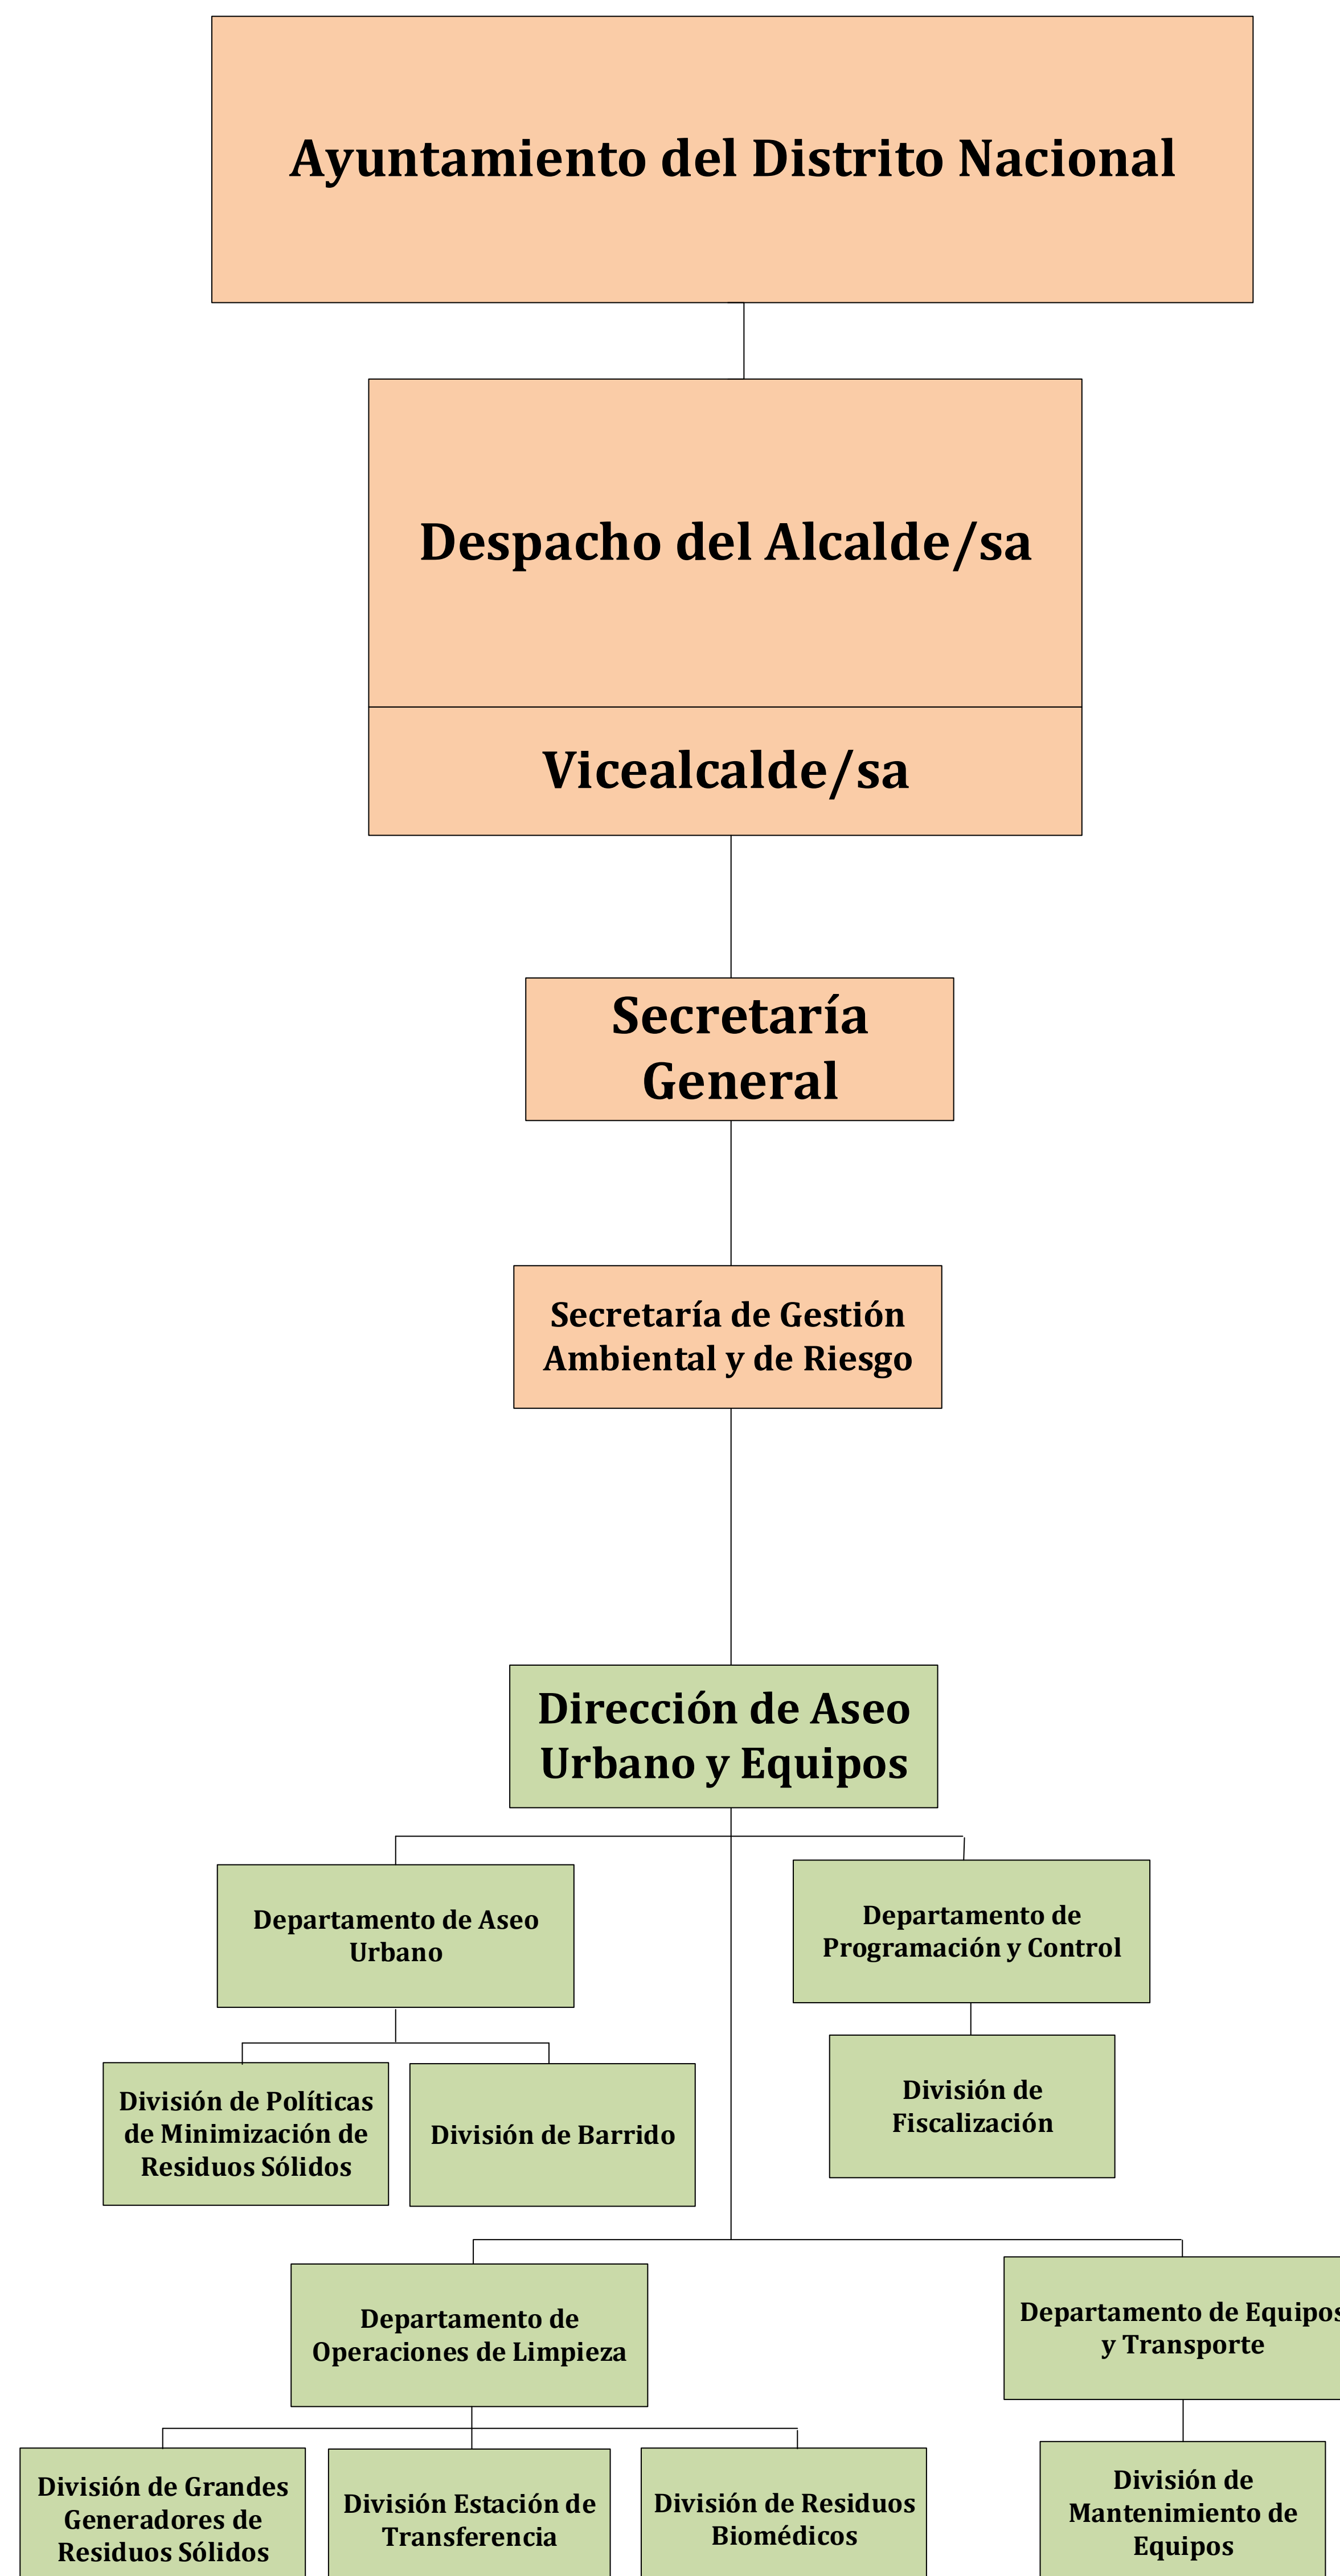 Ayuntamiento del Distrito Nacional
Despacho del Alcalde/sa
Vicealcalde/sa
Secretaría
General
Secretaría de Gestión
Ambiental y de Riesgo
Dirección de Aseo
Urbano y Equipos
Departamento de Aseo
Urbano
Departamento de
Programación y Control
División de Políticas
de Minimización de
Residuos Sólidos
División de Barrido
División de
Fiscalización
Departamento de
Operaciones de Limpieza
Departamento de Equipos
y Transporte
División de Grandes
Generadores de
Residuos Sólidos
División Estación de
Transferencia
División de Residuos
Biomédicos
División de
Mantenimiento de
Equipos